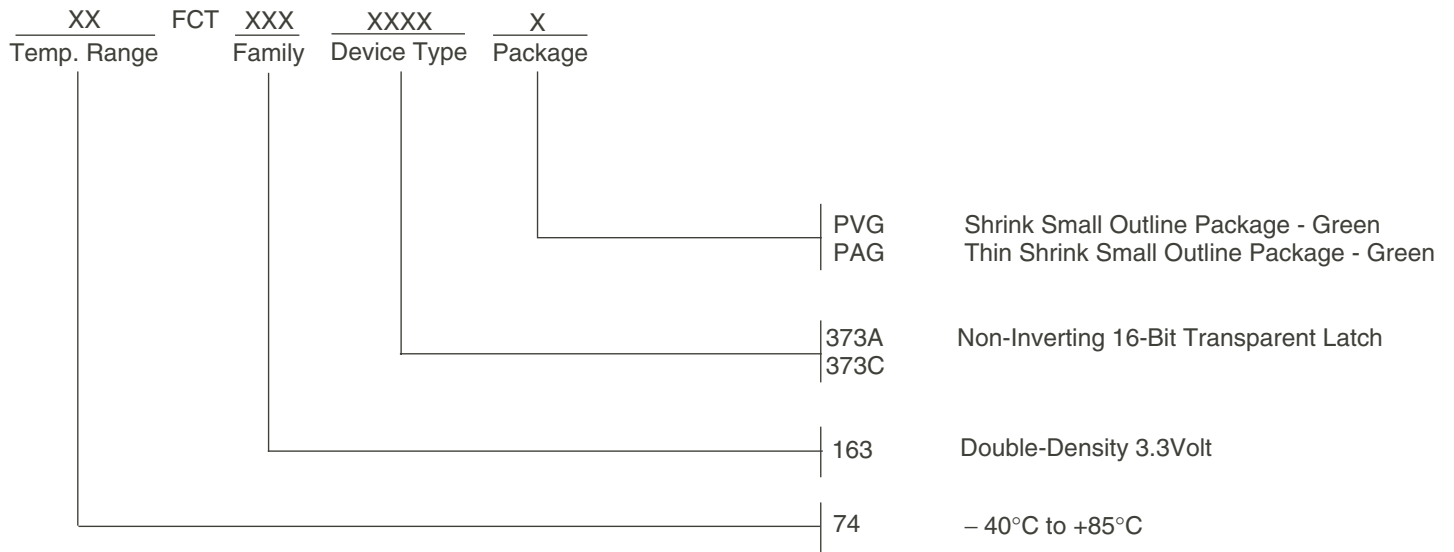 XX FCT XXX XXXX X
Temp. Range Family Device Type Package
PVG Shrink Small Outline Package - Green
PAG Thin Shrink Small Outline Package - Green
373A Non-Inverting 16-Bit Transparent Latch
373C
163 Double-Density 3.3Volt
74 – 40°C to +85°C